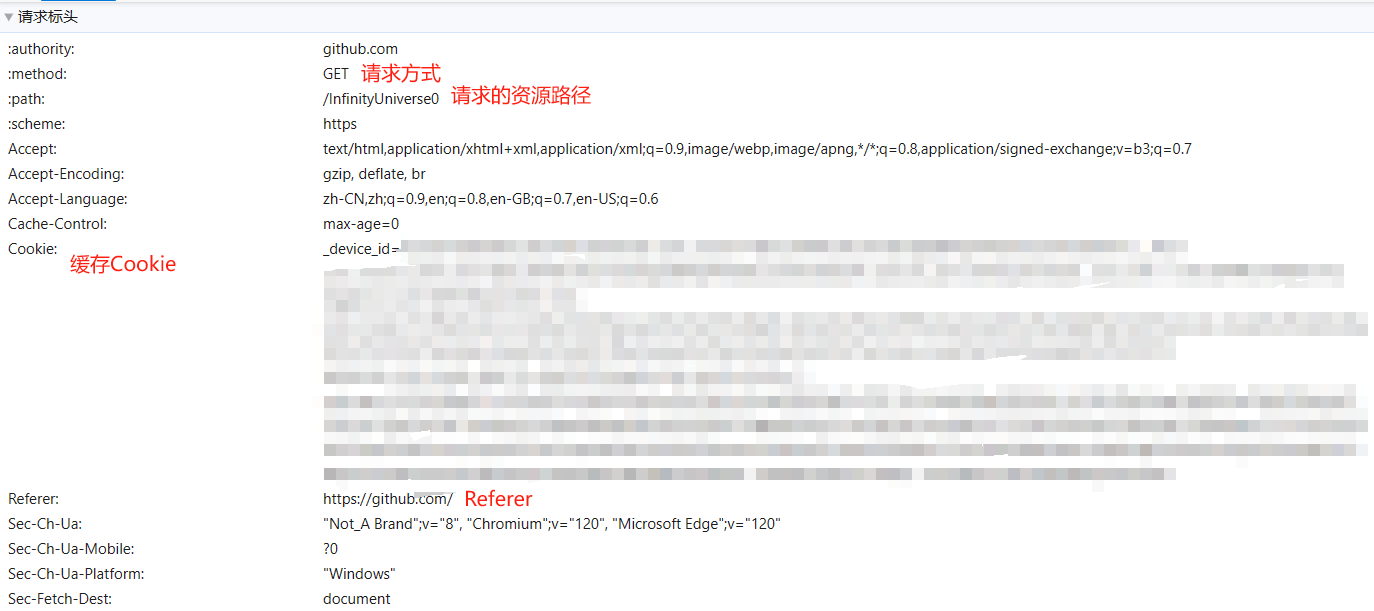 请求标头
:authority: github.com
:method: GET 请求方式
:path: /InfinityUniverse0 请求的资源路径
:scheme: https
Accept: text/html,application/xhtml+xml,application/xml;q=0.9,image/webp,image/apng,*/*;q=0.8,application/signed-exchange;v=b3;q=0.7
Accept-Encoding: gzip, deflate, br
Accept-Language: zh-CN,zh;q=0.9,en;q=0.8,en-GB;q=0.7,en-US;q=0.6
Cache-Control: max-age=0
Cookie: _device_id=
缓存Cookie
Referer: https://github.com/ Referer
Sec-Ch-Ua: "Not_A Brand";v="8", "Chromium";v="120", "Microsoft Edge";v="120"
Sec-Ch-Ua-Mobile: ?0
Sec-Ch-Ua-Platform: "Windows"
Sec-Fetch-Dest: document